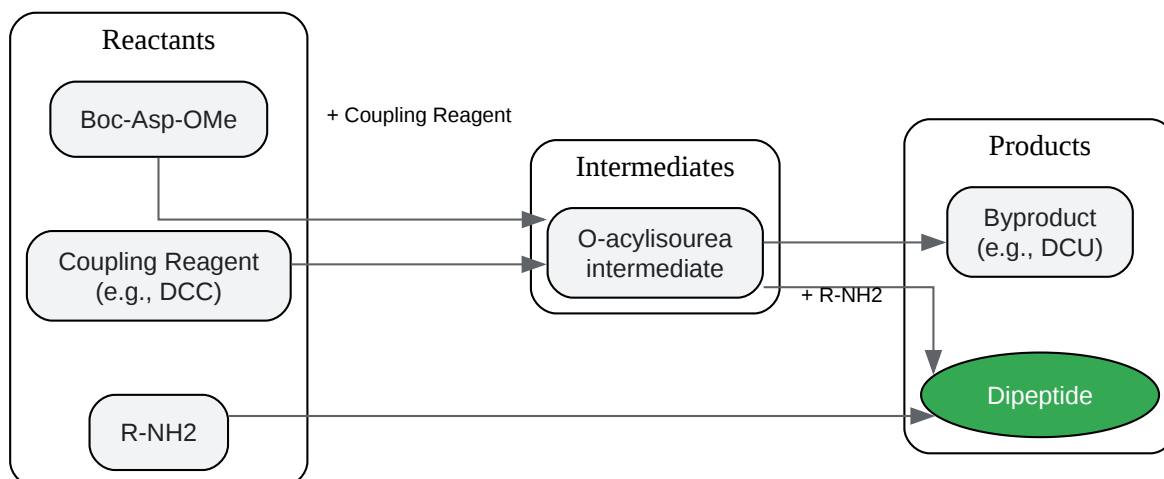 Reactants
Boc-Asp-OMe
+ Coupling Reagent
Coupling Reagent
(e.g., DCC)
R-NH2
Intermediates
O-acylisourea
intermediate
+ R-NH2
Products
Byproduct
(e.g., DCU)
Dipeptide